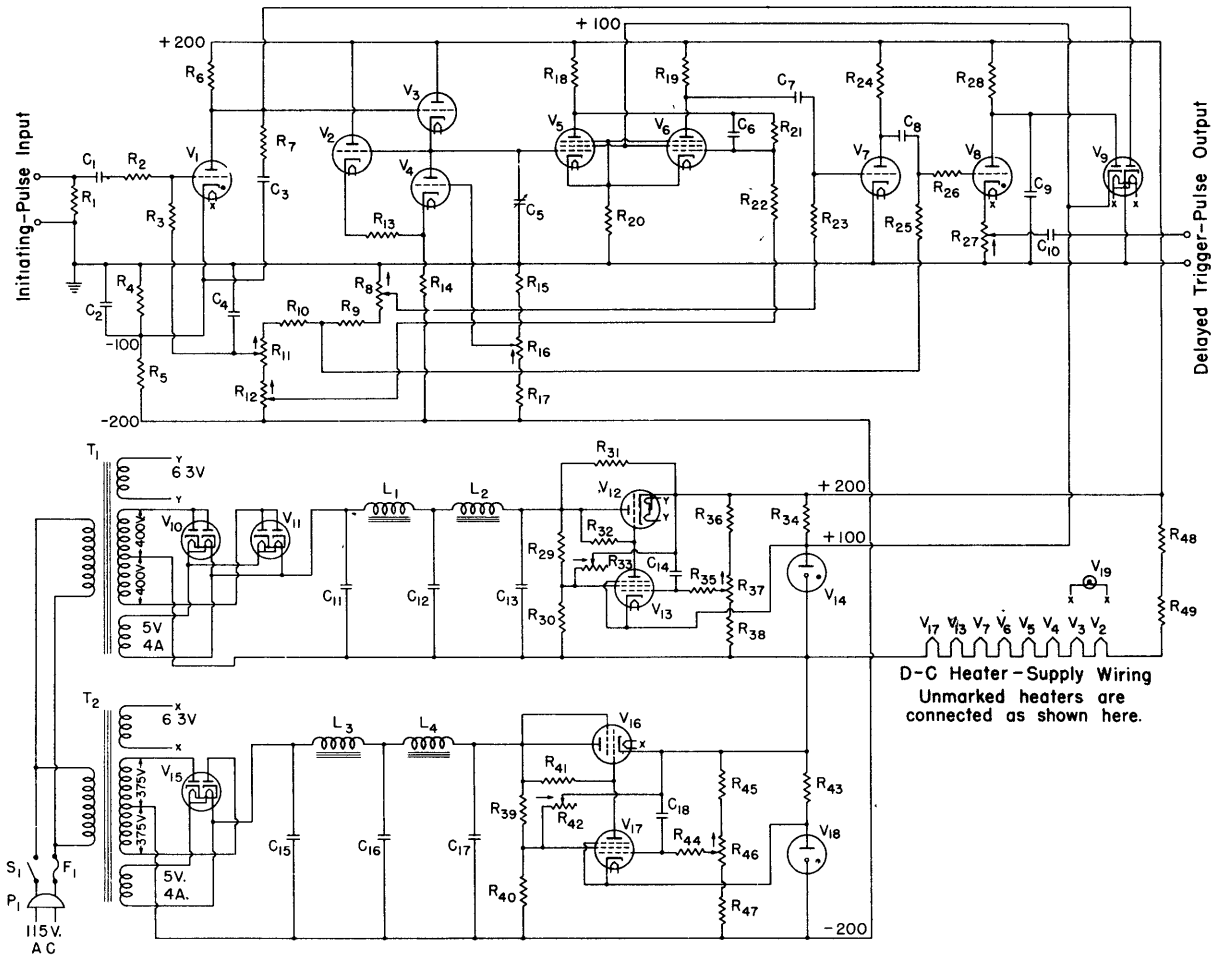 +100
+200
R6
V1
V3
V2
V4
R7
C3
C1
R2
R1
R3
R13
C5
R18
V5
R19
V6
C7
C6
R21
R22
R20
R24
C8
V7
R23
R25
R26
R28
V8
C9
V9
R27
C10
Initiating-Pulse Input
Delayed Trigger-Pulse Output
C2
R4
C4
R8
R14
R15
R10
R9
R16
-100
R11
R5
R12
R17
-200
T1
Y
6 3V
Y
400V
400V
V10
V11
5V
4A
L1
L2
C11
C12
C13
R31
V12
Y
Y
R32
R29
R33
C14
R30
V13
R35
R36
R37
R38
R34
+200
+100
V14
V19
X X
R48
R49
V17 V13 V7 V6 V5 V4 V3 V2
D-C Heater-Supply Wiring
Unmarked heaters are
connected as shown here.
T2
X
6 3V
X
375V
375V
V15
5V.
4A.
L3
L4
C15
C16
C17
V16
X
R41
R39
R42
C18
V17
R44
R40
R45
R46
R47
R43
V18
-200
S1
F1
P1
115V.
AC